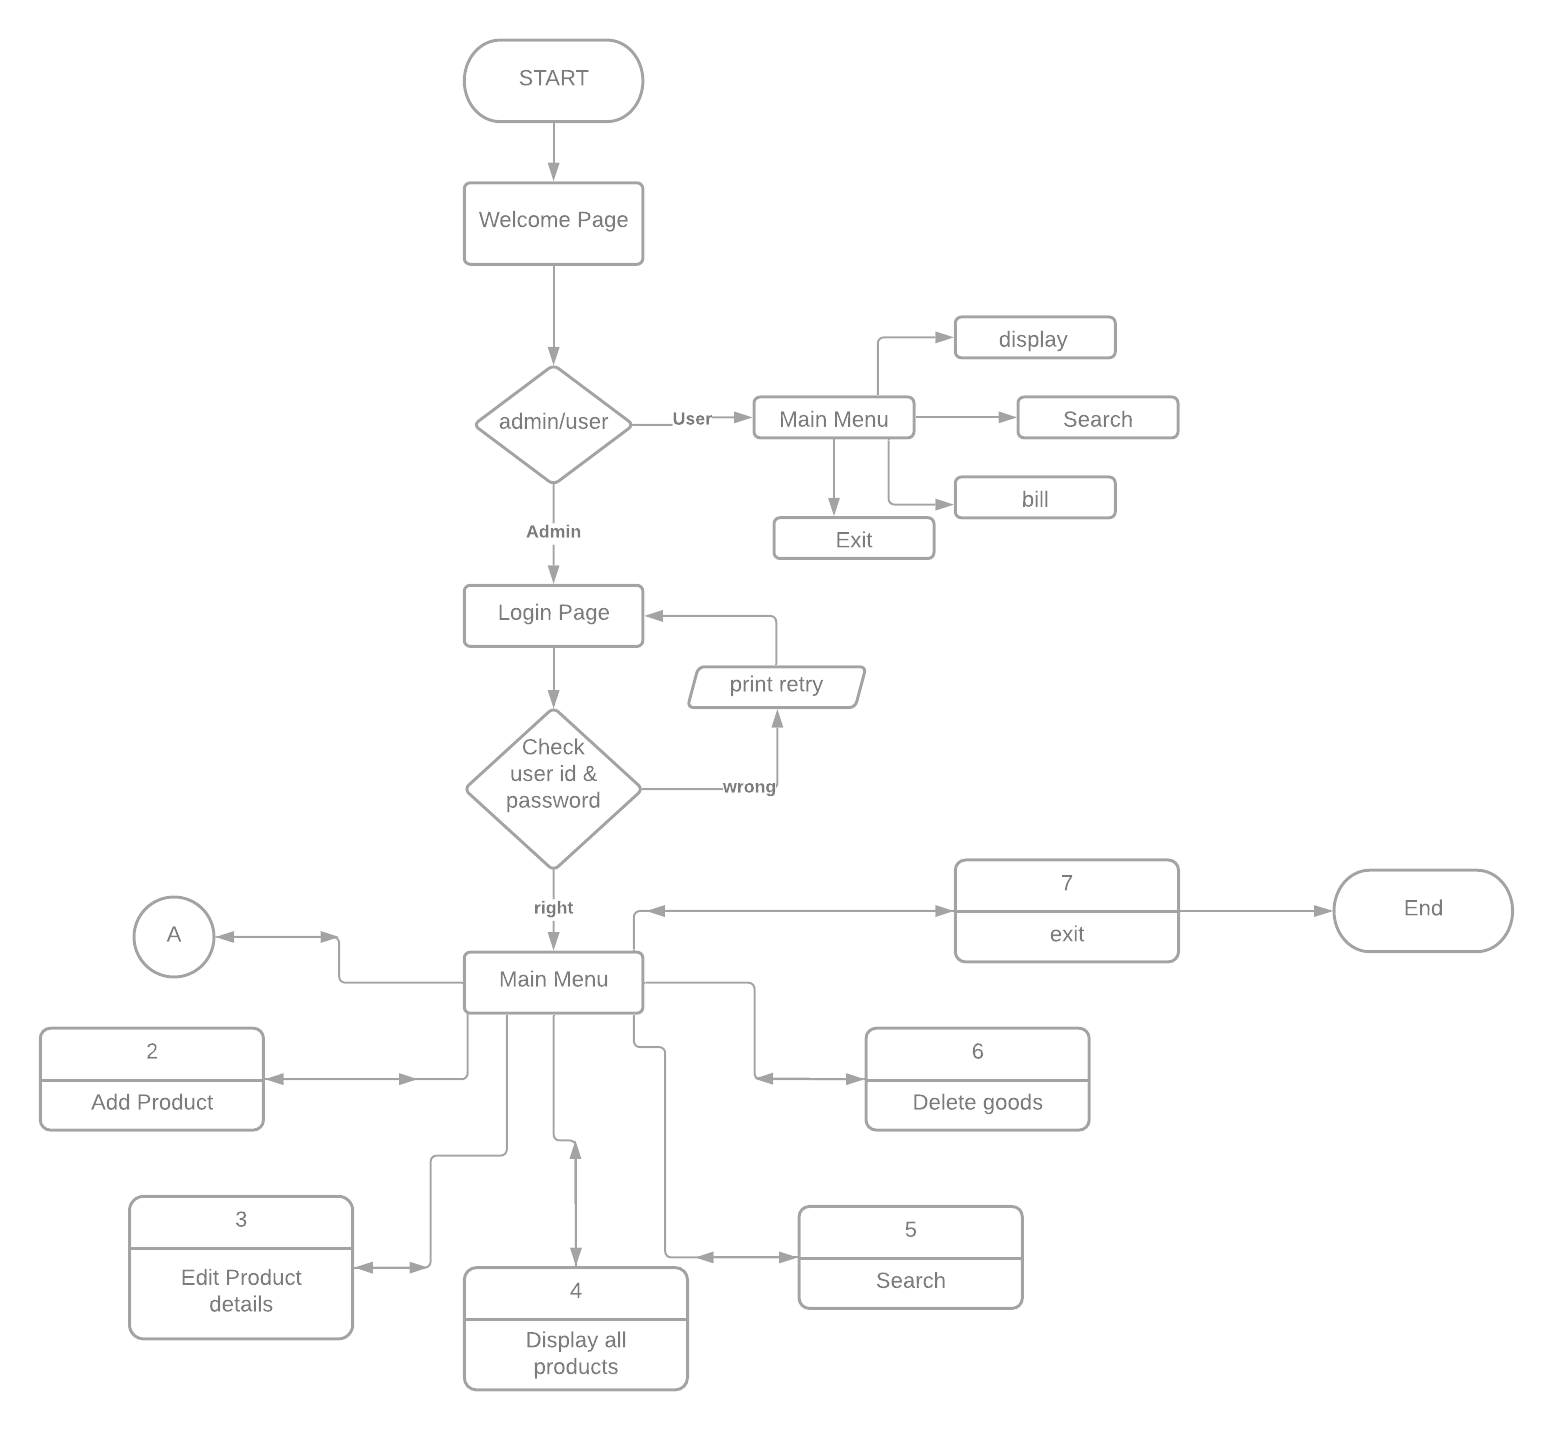 START
Welcome Page
display
admin/user
User
Main Menu
Search
bill
Admin
Exit
Login Page
print retry
Check
user id &
password
wrong
right
7
exit
End
A
Main Menu
2
Add Product
6
Delete goods
3
Edit Product
details
5
Search
4
Display all
products